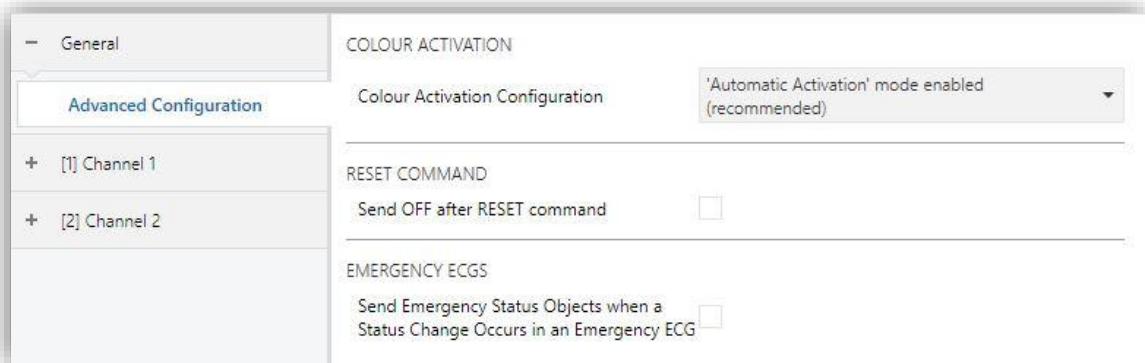 General
Advanced Configuration
[1] Channel 1
[2] Channel 2
COLOUR ACTIVATION
Colour Activation Configuration
'Automatic Activation' mode enabled
(recommended)
RESET COMMAND
Send OFF after RESET command
EMERGENCY ECGS
Send Emergency Status Objects when a
Status Change Occurs in an Emergency ECG